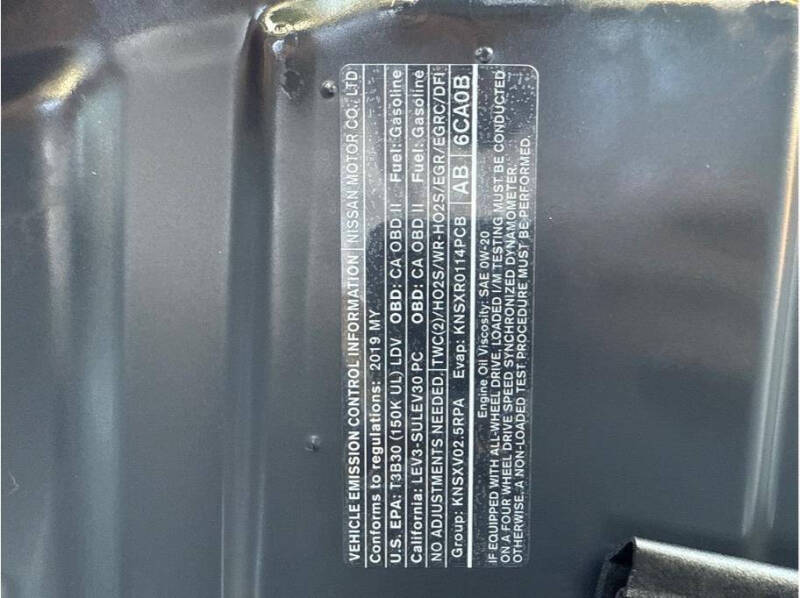 VEHICLE EMISSION CONTROL INFORMATION NISSAN MOTOR CO., LTD
Conforms to regulations: 2019 MY
U.S. EPA: T3B30 (150K UL) LDV OBD: CA OBD II Fuel: Gasoline
California: LEV3-SULEV30 PC OBD: CA OBD II Fuel: Gasoline
NO ADJUSTMENTS NEEDED. TWC(2)/HO2S/WR-HO2S/EGR/EGRC/DFI
Group: KNSXV02.5RPA Evap: KNSXR0114PCB AB 6CA0B
Engine Oil Viscosity: SAE 0W-20
IF EQUIPPED WITH ALL-WHEEL DRIVE, LOADED I/M TESTING MUST BE CONDUCTED
ON A FOUR WHEEL DRIVE SPEED SYNCHRONIZED DYNAMOMETER.
OTHERWISE, A NON-LOADED TEST PROCEDURE MUST BE PERFORMED.